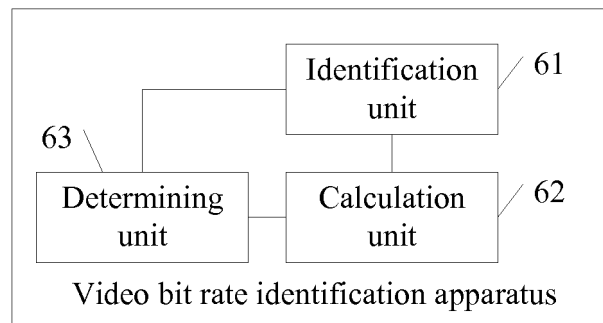 Identification
unit
61
63
Determining
unit
Calculation
unit
62
Video bit rate identification apparatus